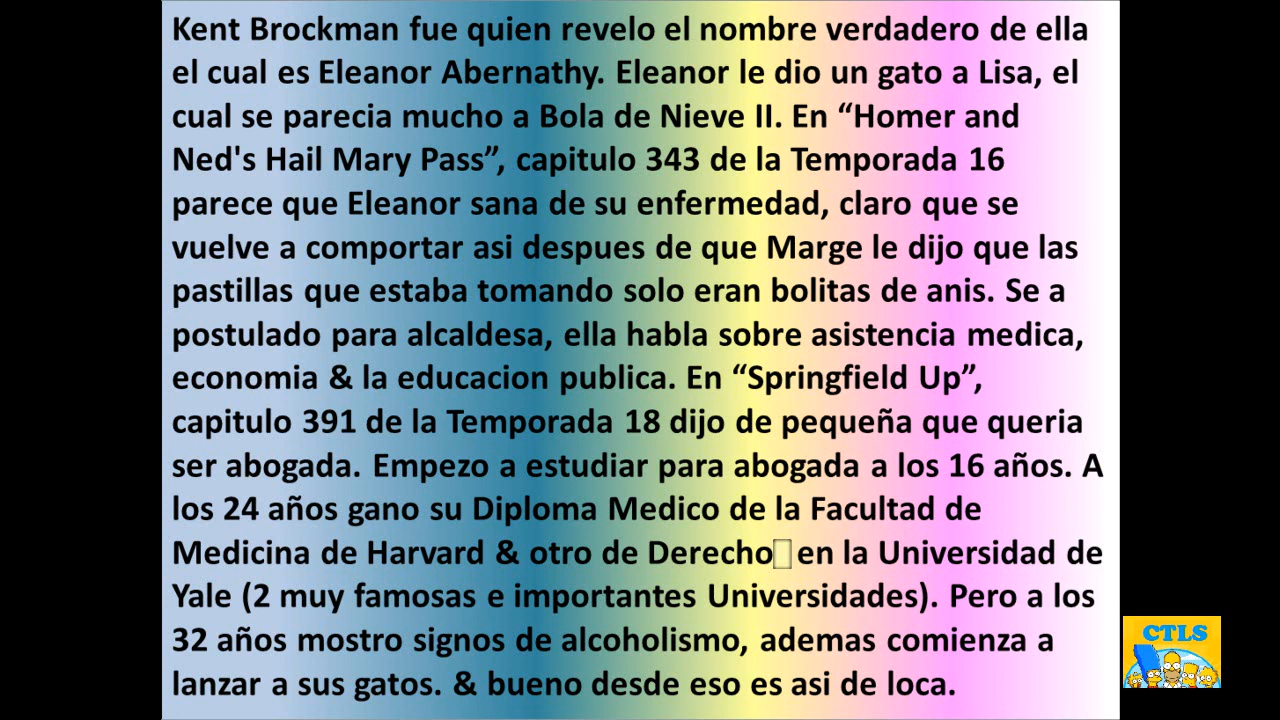 Kent Brockman fue quien revelo el nombre verdadero de ella
el cual es Eleanor Abernathy. Eleanor le dio un gato a Lisa, el
cual se parecia mucho a Bola de Nieve II. En “Homer and
Ned's Hail Mary Pass”, capitulo 343 de la Temporada 16
parece que Eleanor sana de su enfermedad, claro que se
vuelve a comportar asi despues de que Marge le dijo que las
pastillas que estaba tomando solo eran bolitas de anis. Se a
postulado para alcaldesa, ella habla sobre asistencia medica,
economia & la educacion publica. En “Springfield Up”,
capitulo 391 de la Temporada 18 dijo de pequeña que queria
ser abogada. Empezo a estudiar para abogada a los 16 años. A
los 24 años gano su Diploma Medico de la Facultad de
Medicina de Harvard & otro de Derecho en la Universidad de
Yale (2 muy famosas e importantes Universidades). Pero a los
32 años mostro signos de alcoholismo, ademas comienza a
lanzar a sus gatos. & bueno desde eso es asi de loca.
CTLS